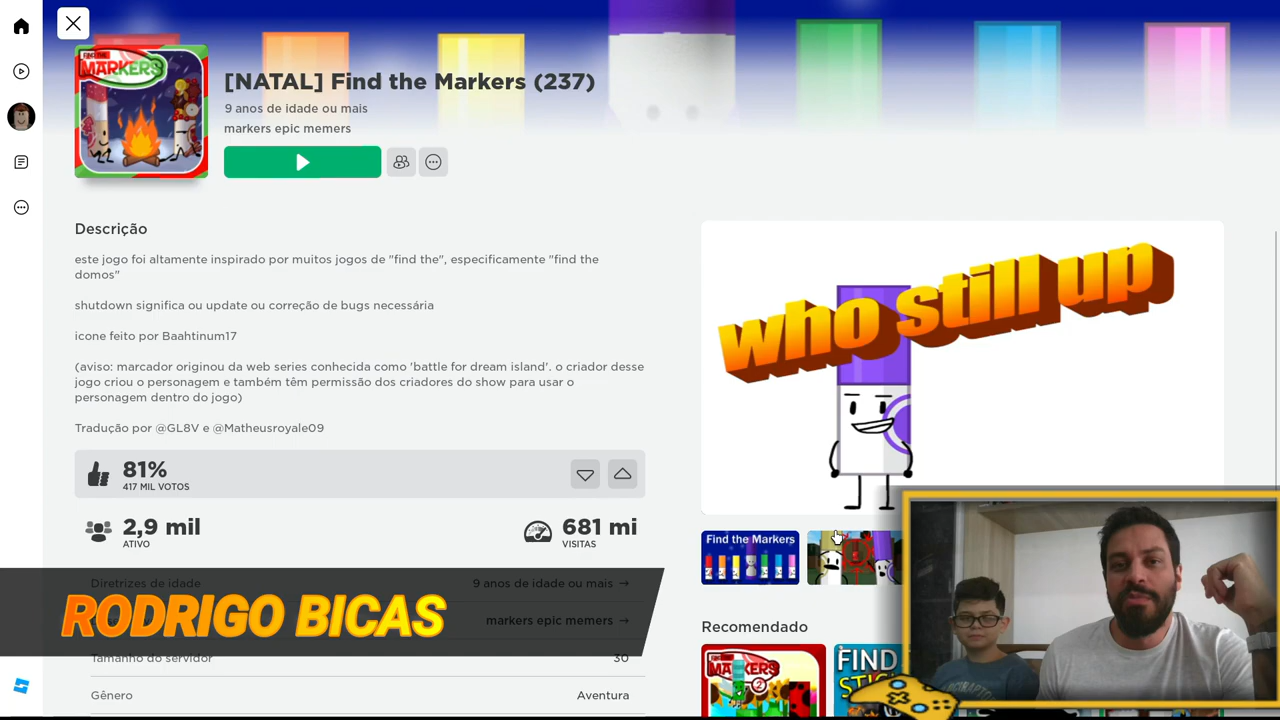 [NATAL] Find the Markers (237)
9 anos de idade ou mais
markers epic memers
FIND THE
MARKERS
Descrição
este jogo foi altamente inspirado por muitos jogos de "find the", especificamente "find the
domos"
shutdown significa ou update ou correção de bugs necessária
icone feito por Baahtinum17
(aviso: marcador originou da web series conhecida como 'battle for dream island'. o criador desse
jogo criou o personagem e também têm permissão dos criadores do show para usar o
personagem dentro do jogo)
Tradução por @GL8V e @Matheusroyale09
81%
417 MIL VOTOS
2,9 mil
ATIVO
681 mi
VISITAS
Diretrizes de idade
9 anos de idade ou mais →
RODRIGO BICAS
markers epic memers →
Tamanho do servidor
30
Gênero
Aventura
who still up
Find the Markers
Recomendado
MARKERS
2
FIND